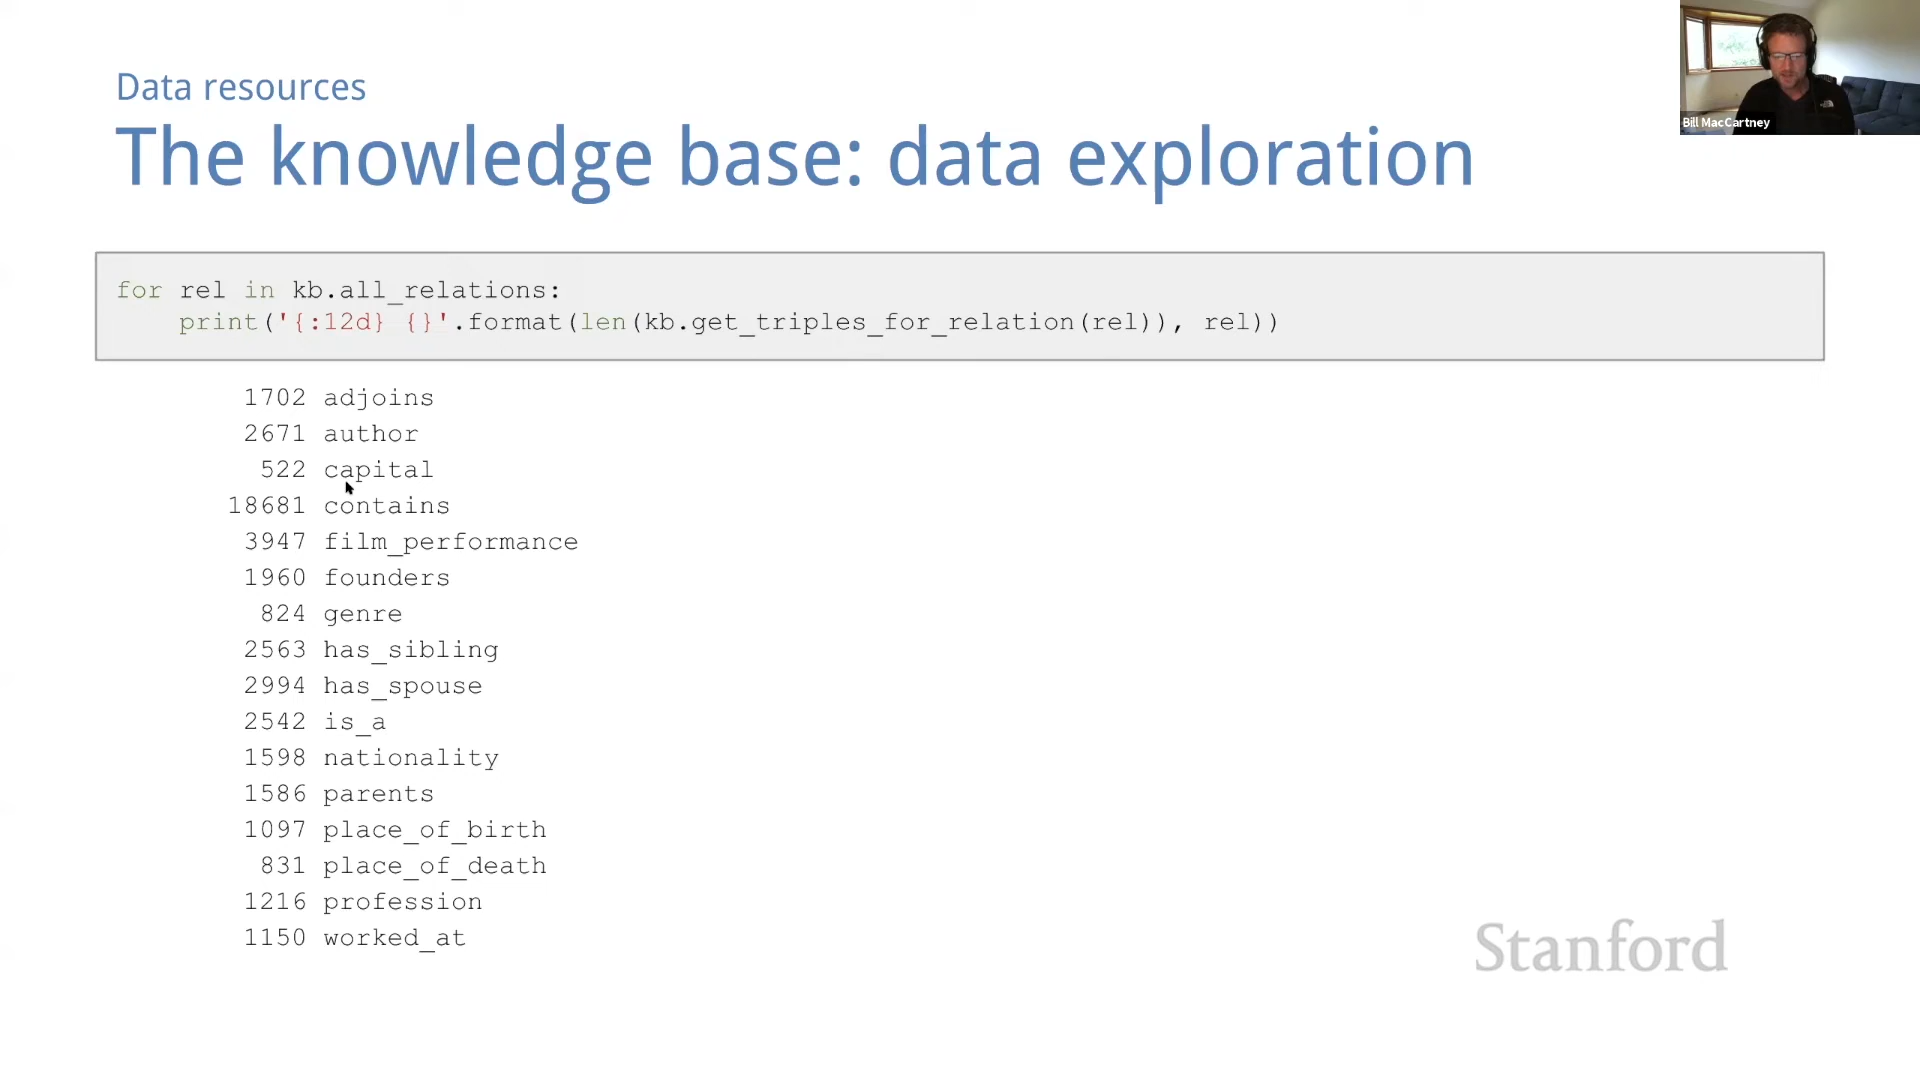 Data resources
The knowledge base: data exploration
Bill MacCartney
for rel in kb.all_relations:
    print('{:12d} {}'.format(len(kb.get_triples_for_relation(rel)), rel))
1702 adjoins
2671 author
522 capital
18681 contains
3947 film_performance
1960 founders
824 genre
2563 has_sibling
2994 has_spouse
2542 is_a
1598 nationality
1586 parents
1097 place_of_birth
831 place_of_death
1216 profession
1150 worked_at
Stanford